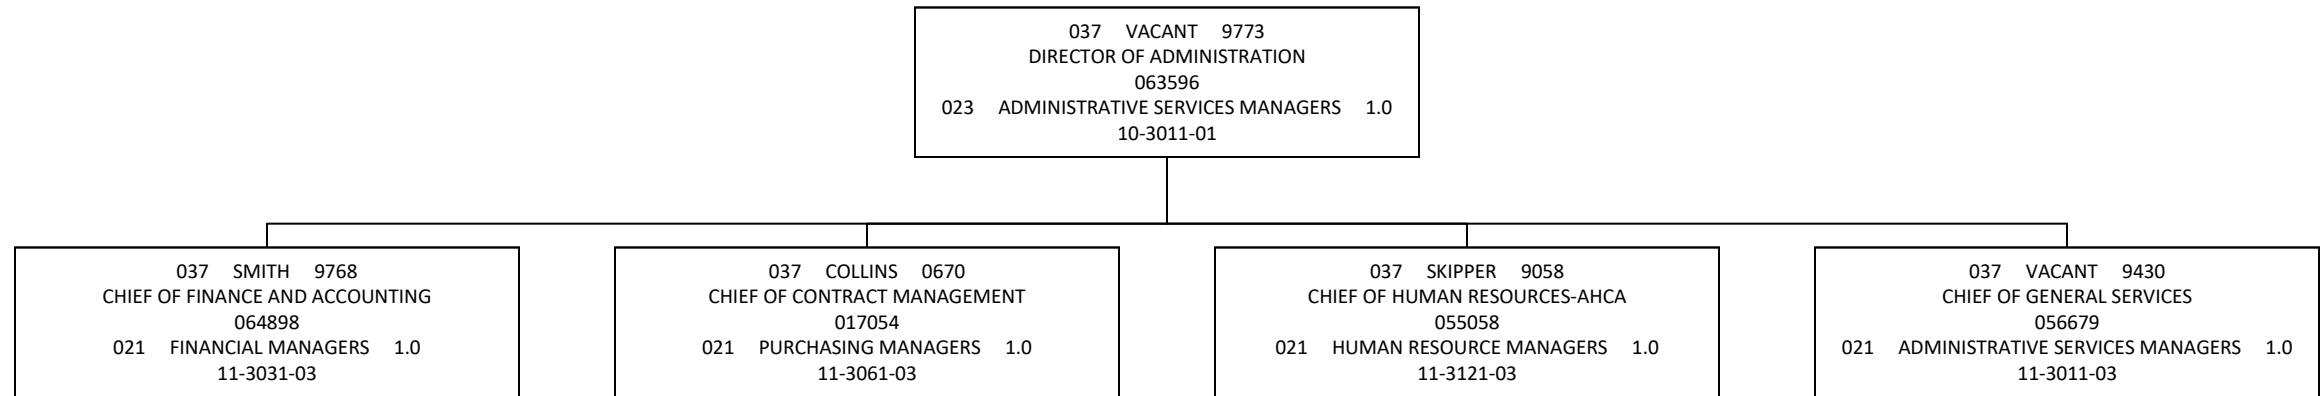 037 VACANT 9773
DIRECTOR OF ADMINISTRATION
063596
023 ADMINISTRATIVE SERVICES MANAGERS 1.0
10-3011-01
037 SMITH 9768
CHIEF OF FINANCE AND ACCOUNTING
064898
021 FINANCIAL MANAGERS 1.0
11-3031-03
037 COLLINS 0670
CHIEF OF CONTRACT MANAGEMENT
017054
021 PURCHASING MANAGERS 1.0
11-3061-03
037 SKIPPER 9058
CHIEF OF HUMAN RESOURCES-AHCA
055058
021 HUMAN RESOURCE MANAGERS 1.0
11-3121-03
037 VACANT 9430
CHIEF OF GENERAL SERVICES
056679
021 ADMINISTRATIVE SERVICES MANAGERS 1.0
11-3011-03